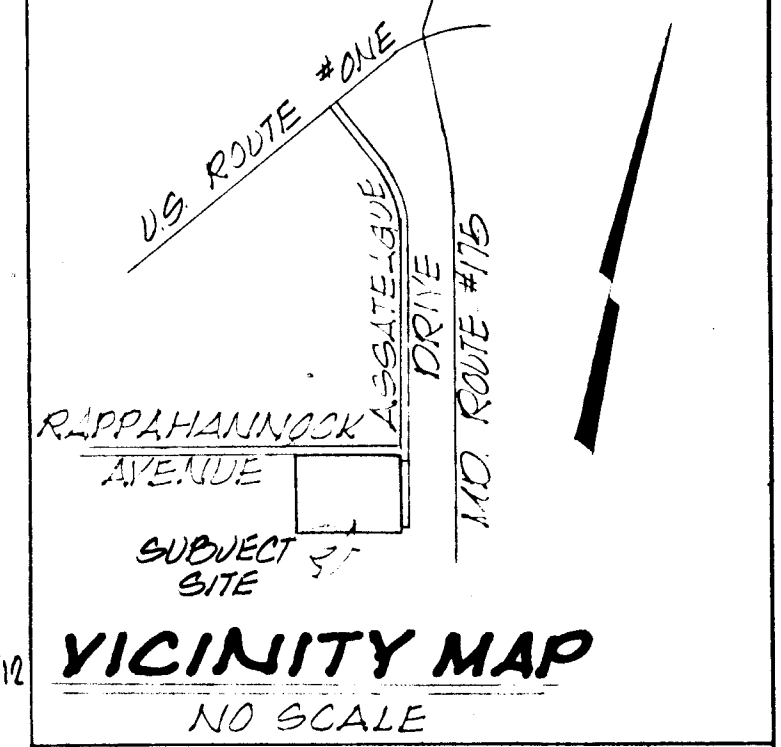 U.S. ROUTE #ONE
ASSATEAGUE
DRIVE
MD. ROUTE #175
RAPPAHANNOCK
AVENUE
SUBJECT
SITE
12
VICINITY MAP
NO SCALE